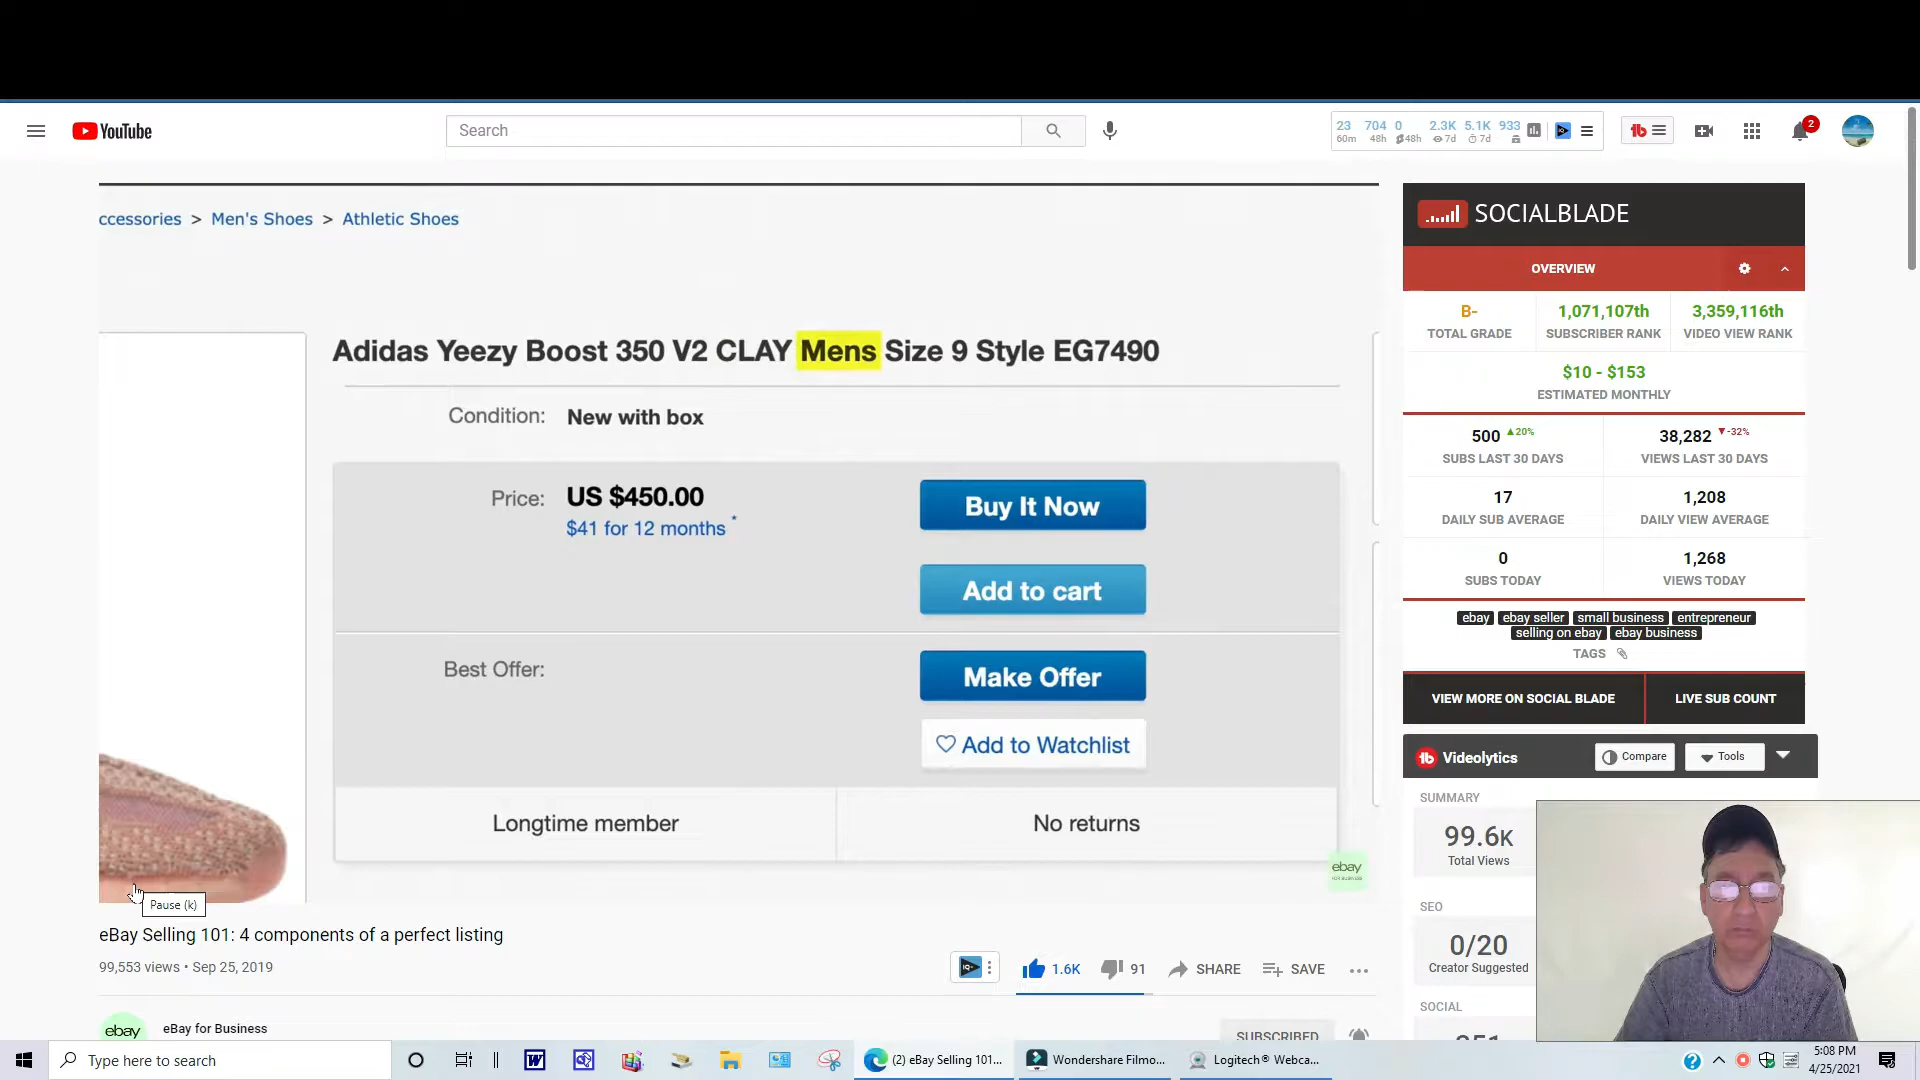 YouTube
Search
23 704 0 2.3K 5.1K 933
60m 48h 48h 7d 7d
2
ccessories > Men's Shoes > Athletic Shoes
Adidas Yeezy Boost 350 V2 CLAY Mens Size 9 Style EG7490
Condition: New with box
Price: US $450.00
$41 for 12 months *
Buy It Now
Add to cart
Best Offer:
Make Offer
Add to Watchlist
Longtime member
No returns
ebay
FOR BUSINESS
Pause (k)
eBay Selling 101: 4 components of a perfect listing
99,553 views • Sep 25, 2019
IQ
1.6K
91
SHARE
SAVE
ebay
eBay for Business
SUBSCRIBED
SOCIALBLADE
OVERVIEW
B-
TOTAL GRADE
1,071,107th
SUBSCRIBER RANK
3,359,116th
VIDEO VIEW RANK
$10 - $153
ESTIMATED MONTHLY
500 ▲20%
SUBS LAST 30 DAYS
38,282 ▼-32%
VIEWS LAST 30 DAYS
17
DAILY SUB AVERAGE
1,208
DAILY VIEW AVERAGE
0
SUBS TODAY
1,268
VIEWS TODAY
ebay ebay seller small business entrepreneur
selling on ebay ebay business
TAGS
VIEW MORE ON SOCIAL BLADE
LIVE SUB COUNT
Videolytics
Compare
Tools
SUMMARY
99.6K
Total Views
SEO
0/20
Creator Suggested
SOCIAL
Type here to search
(2) eBay Selling 101...
Wondershare Filmo...
Logitech® Webca...
5:08 PM
4/25/2021